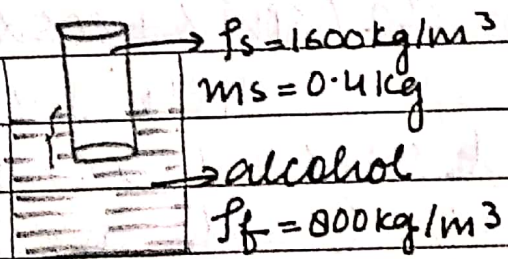 ρs = 1600 kg/m³
ms = 0.4 kg
alcohol
ρf = 800 kg/m³